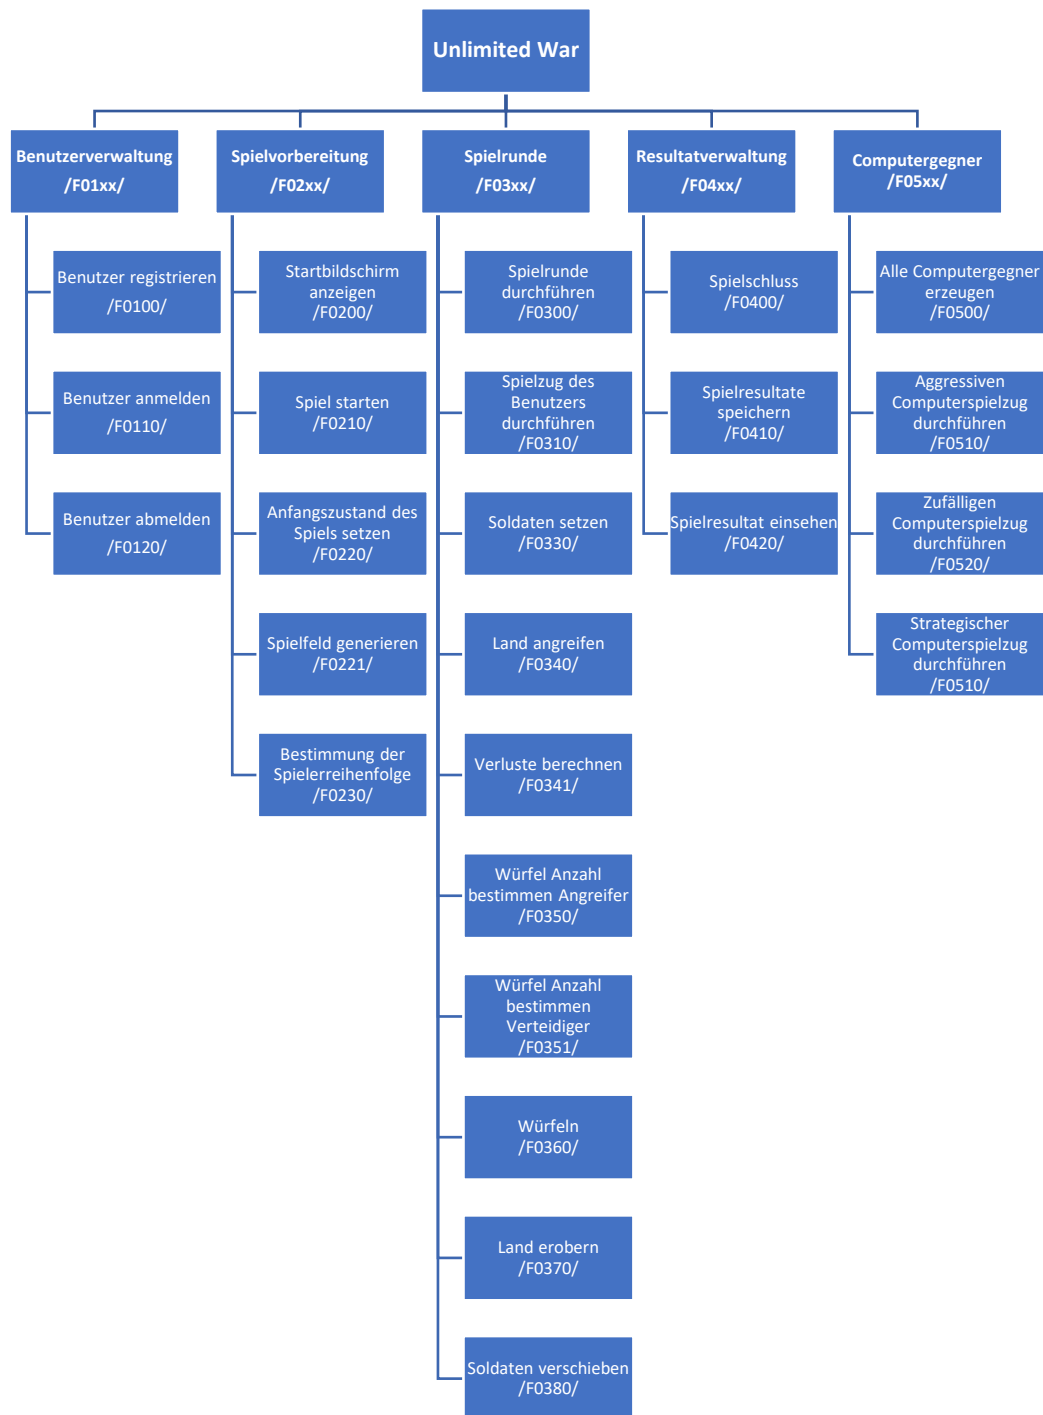 Unlimited War
Benutzerverwaltung
/F01xx/
Spielvorbereitung
/F02xx/
Spielrunde
/F03xx/
Resultatverwaltung
/F04xx/
Computergegner
/F05xx/
Benutzer registrieren
/F0100/
Benutzer anmelden
/F0110/
Benutzer abmelden
/F0120/
Startbildschirm
anzeigen
/F0200/
Spiel starten
/F0210/
Anfangszustand des
Spiels setzen
/F0220/
Spielfeld generieren
/F0221/
Bestimmung der
Spielerreihenfolge
/F0230/
Spielrunde
durchführen
/F0300/
Spielzug des
Benutzers
durchführen
/F0310/
Soldaten setzen
/F0330/
Land angreifen
/F0340/
Verluste berechnen
/F0341/
Würfel Anzahl
bestimmen Angreifer
/F0350/
Würfel Anzahl
bestimmen
Verteidiger
/F0351/
Würfeln
/F0360/
Land erobern
/F0370/
Soldaten verschieben
/F0380/
Spielschluss
/F0400/
Spielresultate
speichern
/F0410/
Spielresultat einsehen
/F0420/
Alle Computergegner
erzeugen
/F0500/
Aggressiven
Computerspielzug
durchführen
/F0510/
Zufälligen
Computerspielzug
durchführen
/F0520/
Strategischer
Computerspielzug
durchführen
/F0510/